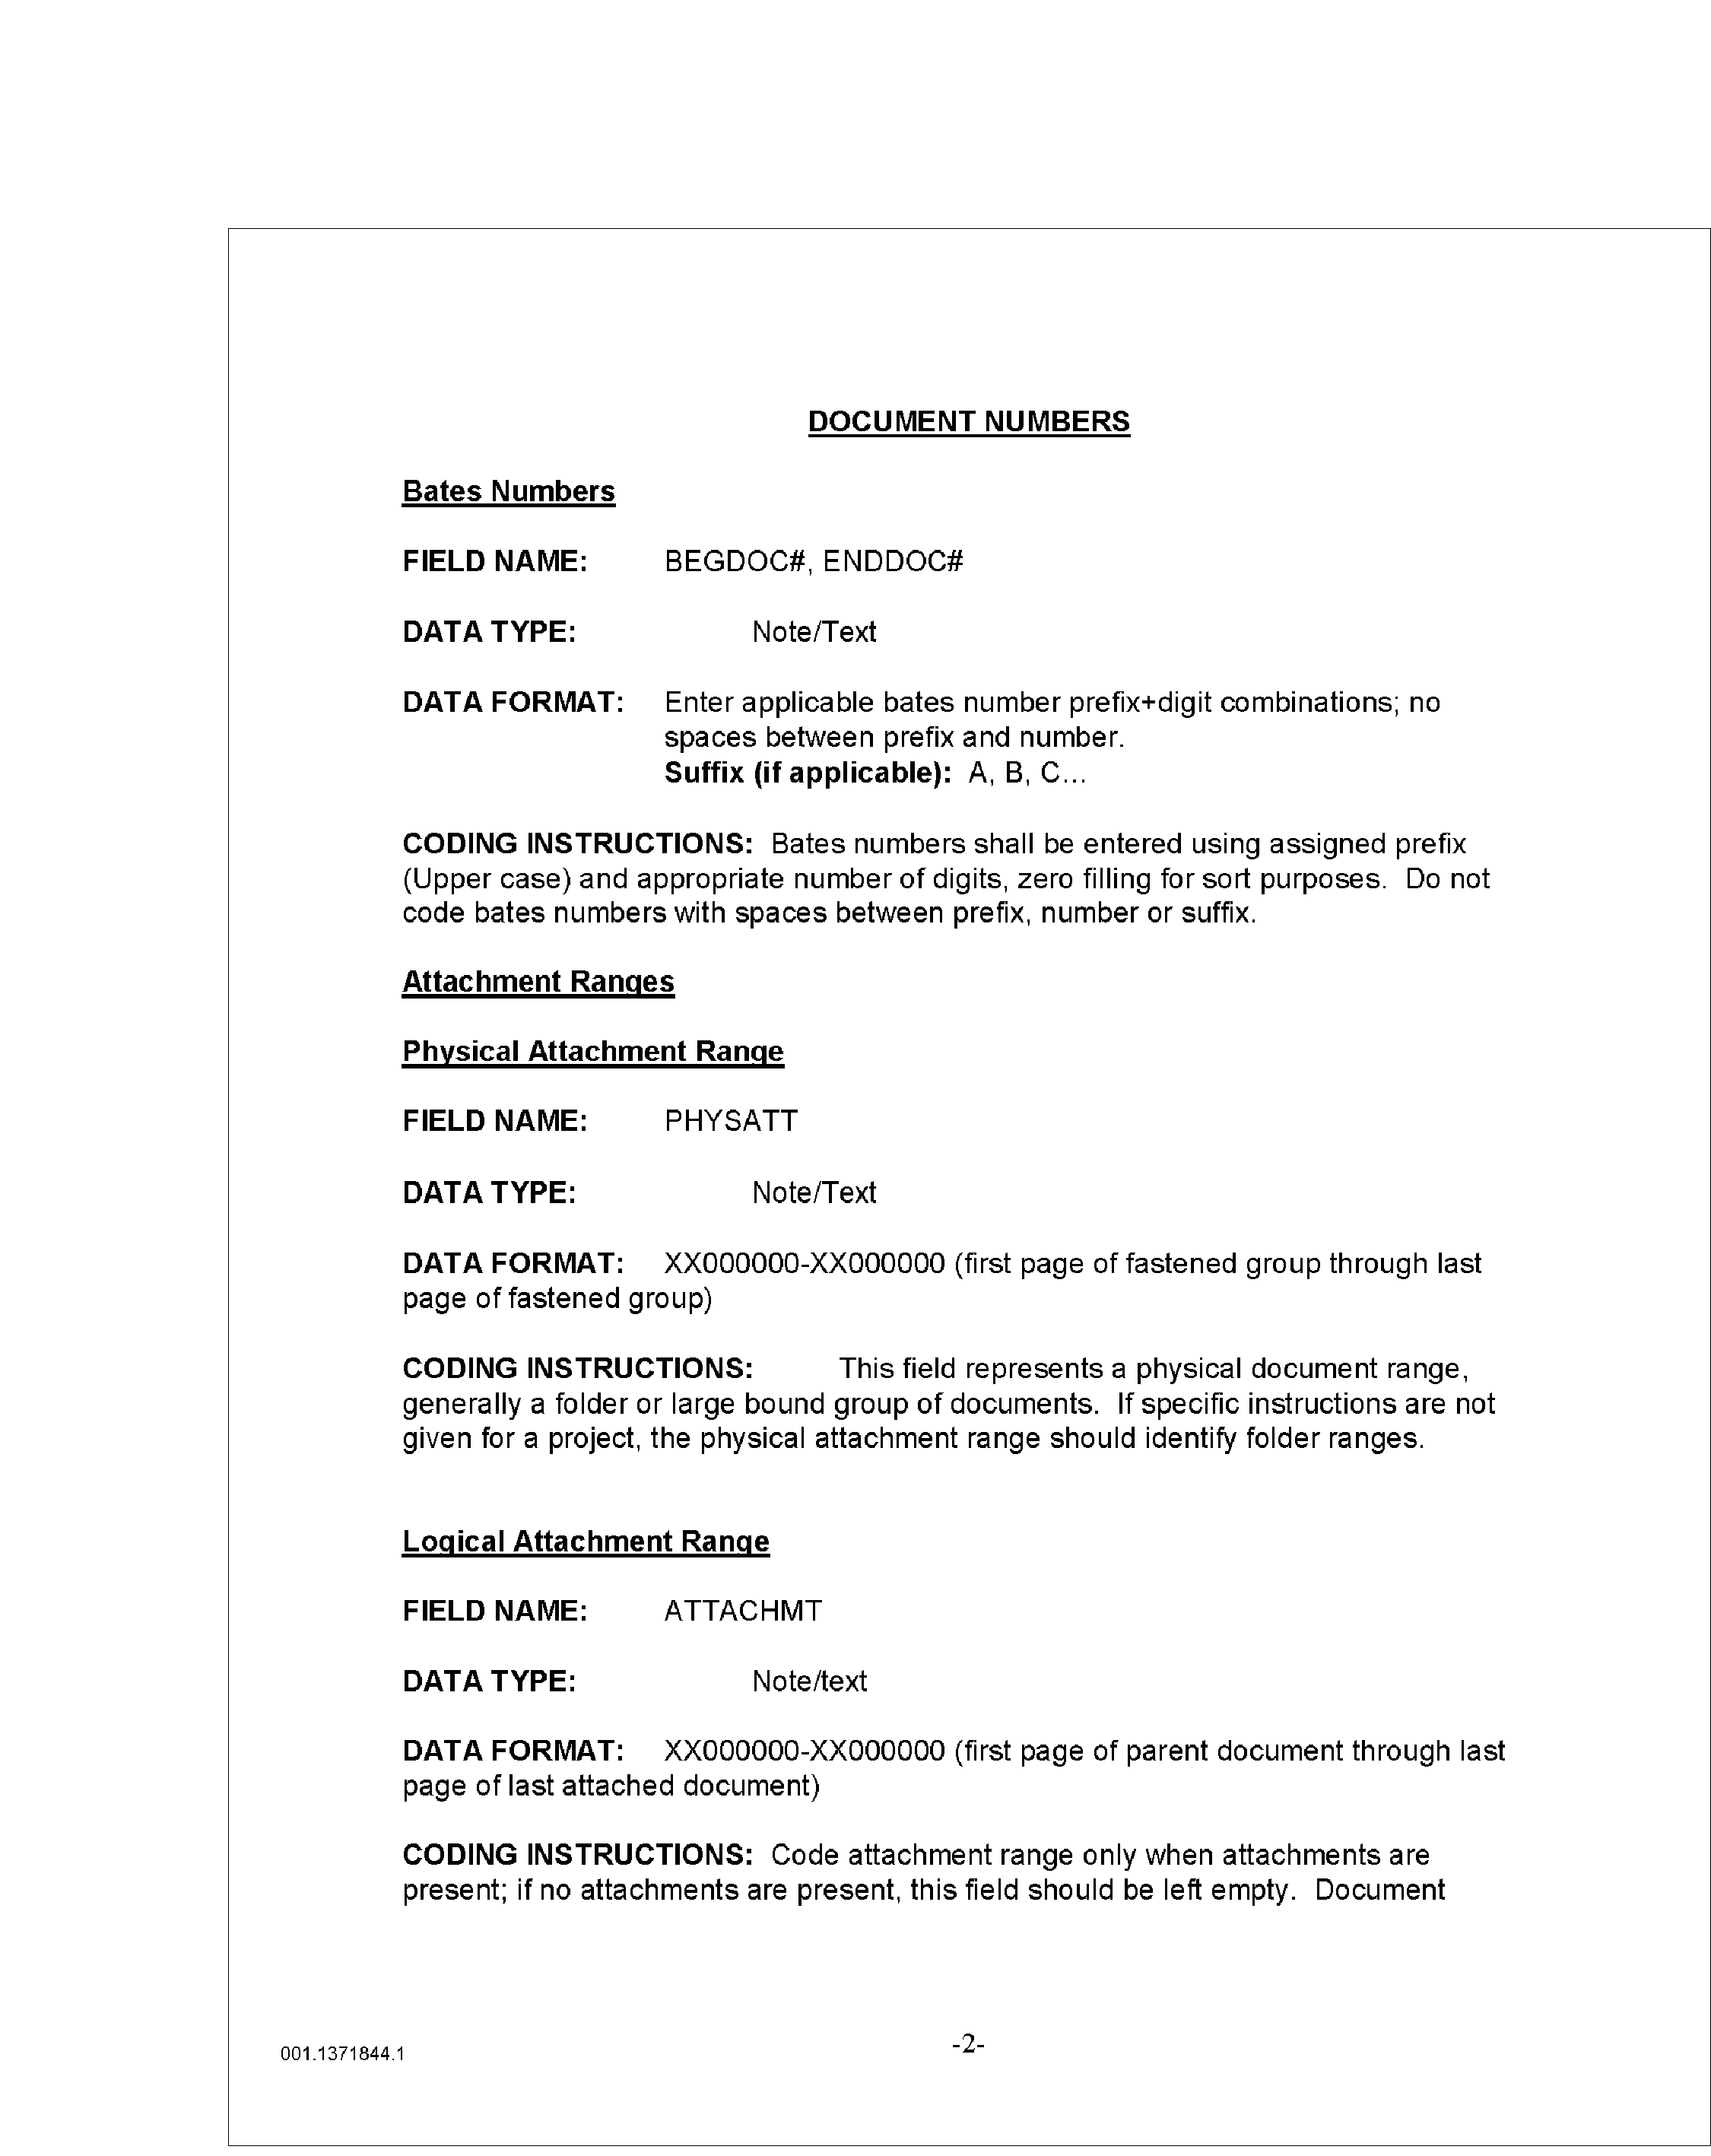 DOCUMENT NUMBERS
Bates Numbers
FIELD NAME: BEGDOC#, ENDDOC#
DATA TYPE: Note/Text
DATA FORMAT: Enter applicable bates number prefix+digit combinations; no
spaces between prefix and number.
Suffix (if applicable): A, B, C...
CODING INSTRUCTIONS: Bates numbers shall be entered using assigned prefix
(Upper case) and appropriate number of digits, zero filling for sort purposes. Do not
code bates numbers with spaces between prefix, number or suffix.
Attachment Ranges
Physical Attachment Range
FIELD NAME: PHYSATT
DATA TYPE: Note/Text
DATA FORMAT: XX000000-XX000000 (first page of fastened group through last
page of fastened group)
CODING INSTRUCTIONS: This field represents a physical document range,
generally a folder or large bound group of documents. If specific instructions are not
given for a project, the physical attachment range should identify folder ranges.
Logical Attachment Range
FIELD NAME: ATTACHMT
DATA TYPE: Note/text
DATA FORMAT: XX000000-XX000000 (first page of parent document through last
page of last attached document)
CODING INSTRUCTIONS: Code attachment range only when attachments are
present; if no attachments are present, this field should be left empty. Document
001.1371844.1 -2-